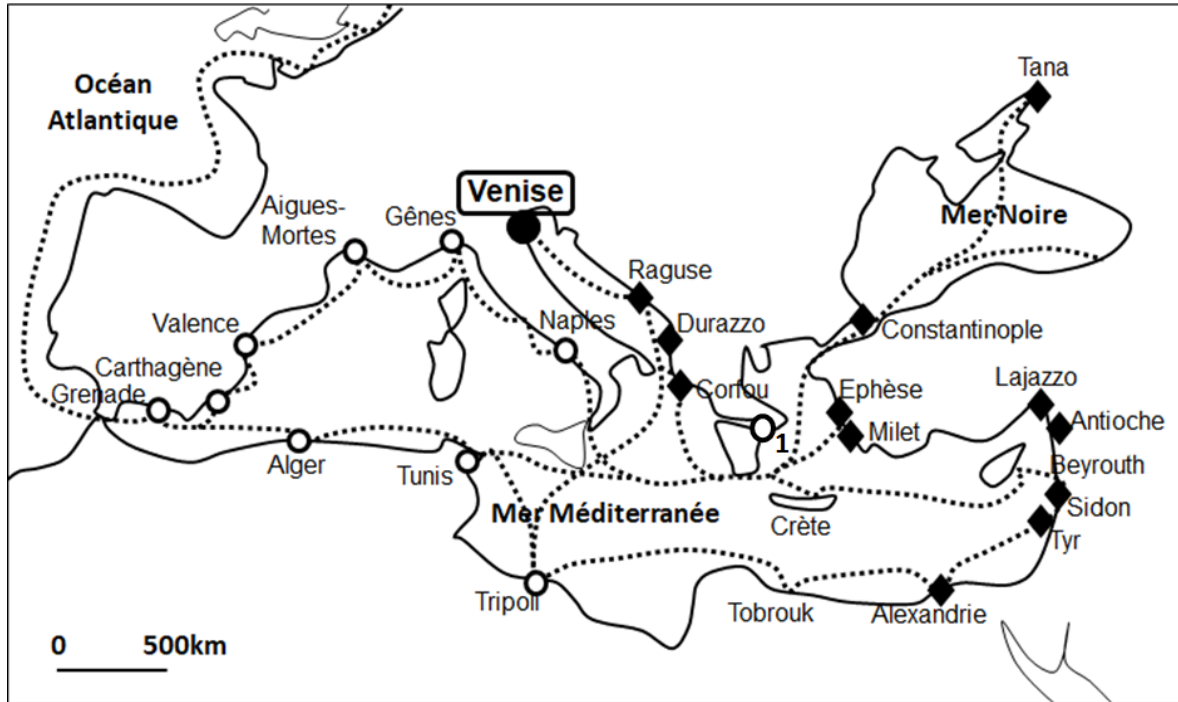 Tana
Océan
Atlantique
Venise
Aigues-
Mortes
Gênes
Mer Noire
Raguse
Valence
Naples
Durazzo
Constantinople
Carthagène
Grenade
Corfou
Ephèse
Lajazzo
1
Milet
Antioche
Alger
Tunis
Beyrouth
Sidon
Mer Méditerranée
Crète
Tyr
Tripoli
Tobrouk
Alexandrie
0 500km